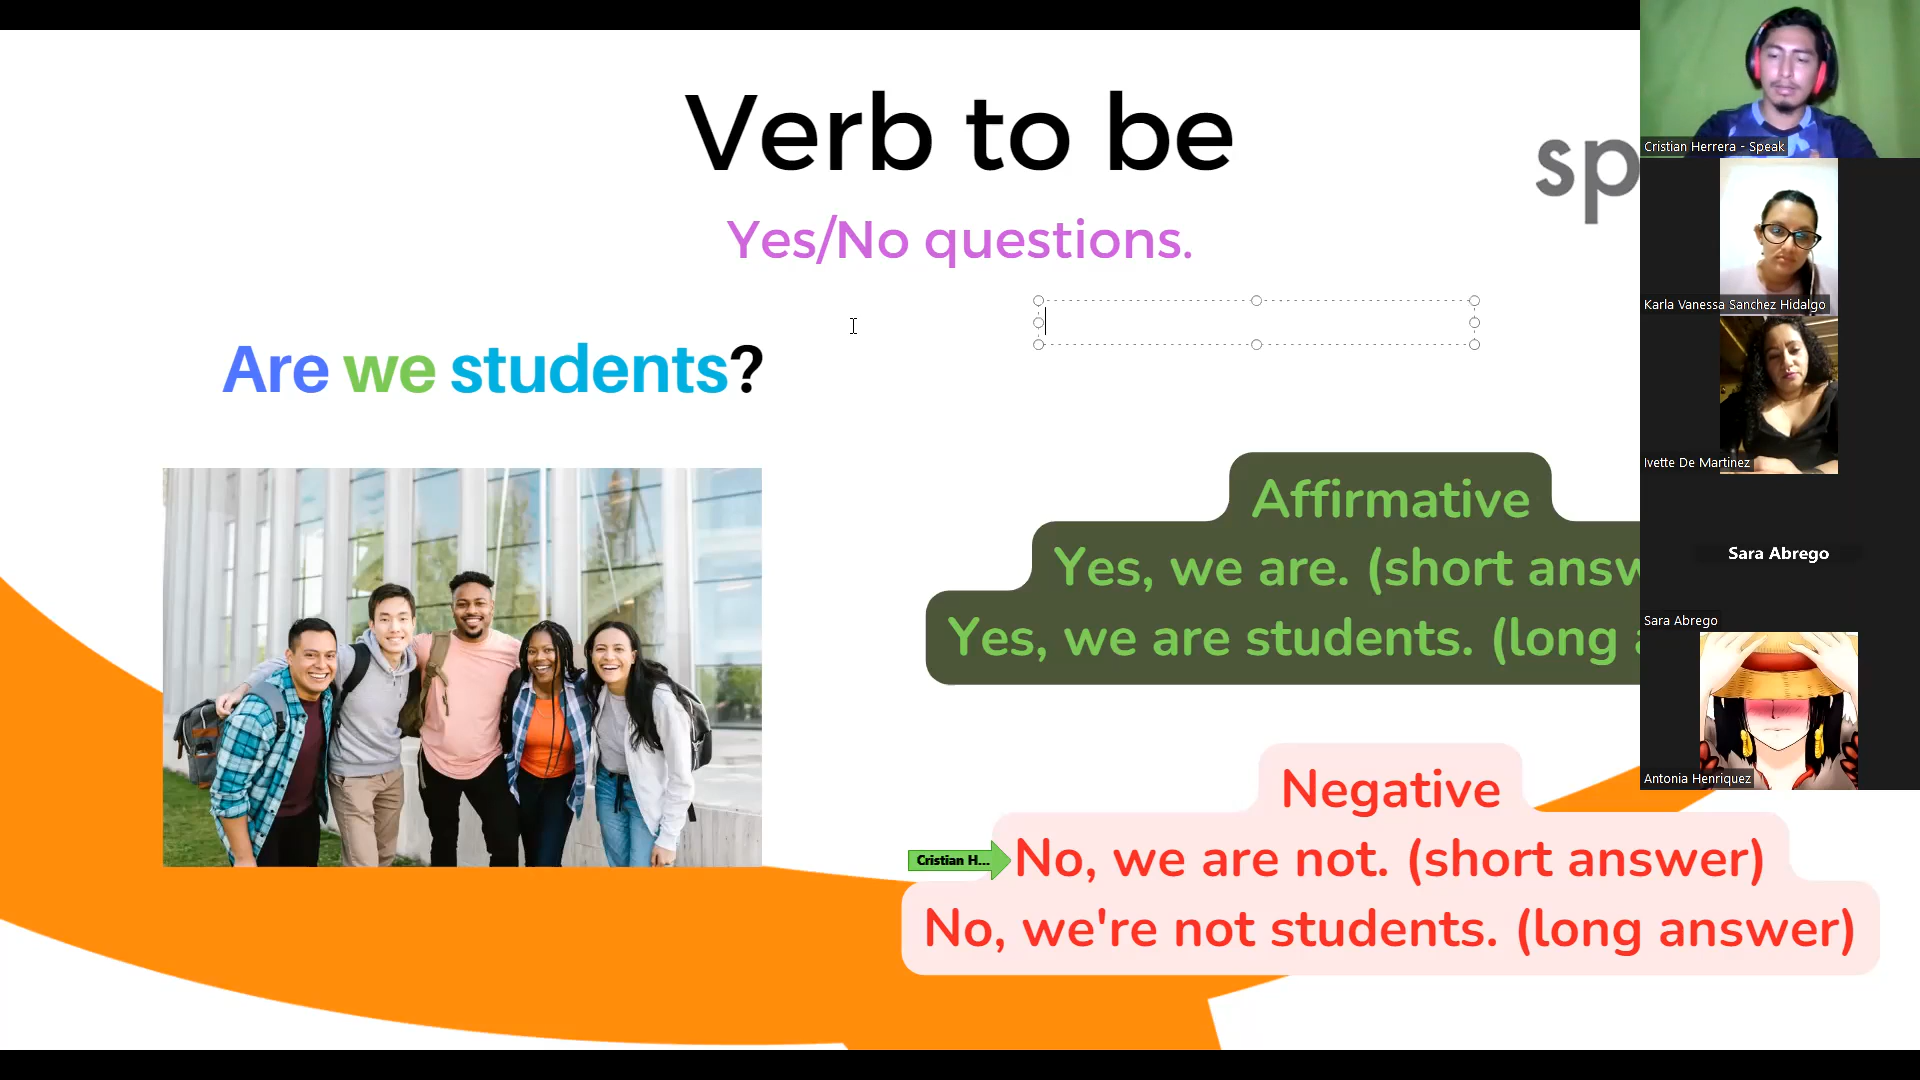 Verb to be
Yes/No questions.
sp
Are we students?
Affirmative
Yes, we are. (short answ
Yes, we are students. (long
Negative
Cristian H...
No, we are not. (short answer)
No, we're not students. (long answer)
Cristian Herrera - Speak
Karla Vanessa Sanchez Hidalgo
Ivette De Martinez
Sara Abrego
Sara Abrego
Antonia Henriquez